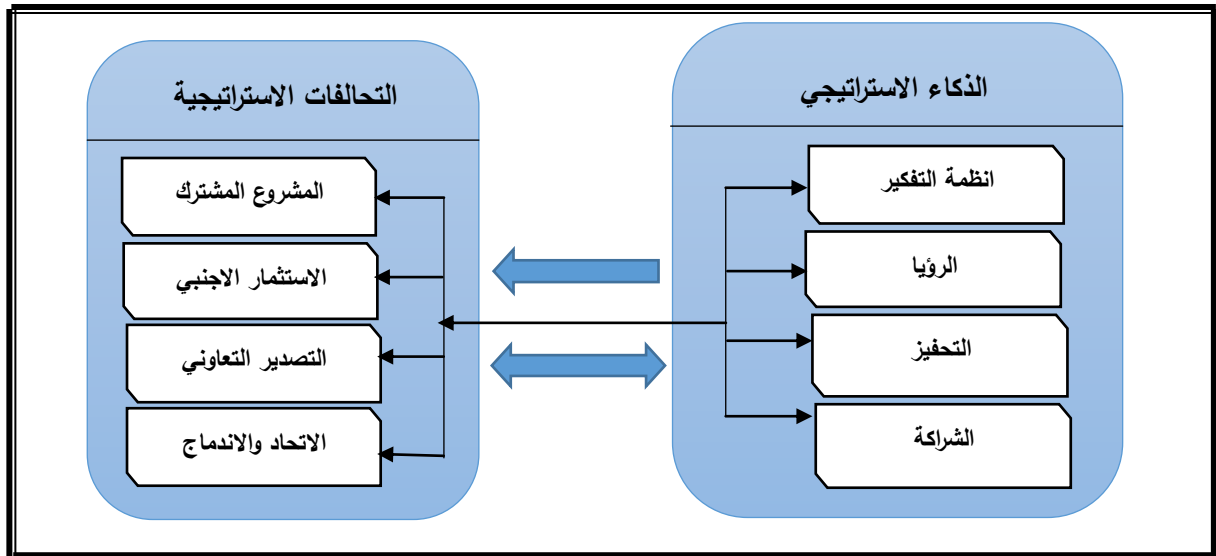 الذكاء الاستراتيجي
انظمة التفكير
الرؤيا
التحفيز
الشراكة
التحالفات الاستراتيجية
المشروع المشترك
الاستثمار الاجنبي
التصدير التعاوني
الاتحاد والاندماج